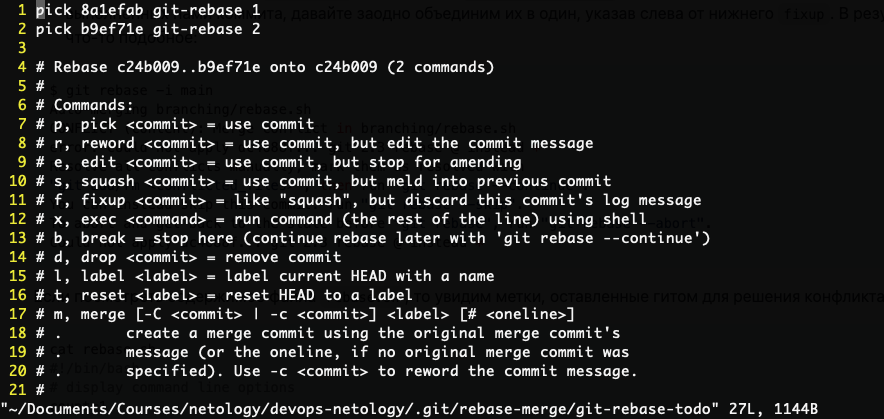 1 pick 8a1efab git-rebase 1
2 pick b9ef71e git-rebase 2
3
4 # Rebase c24b009..b9ef71e onto c24b009 (2 commands)
5 #
6 # Commands:
7 # p, pick <commit> = use commit
8 # r, reword <commit> = use commit, but edit the commit message
9 # e, edit <commit> = use commit, but stop for amending
10 # s, squash <commit> = use commit, but meld into previous commit
11 # f, fixup <commit> = like "squash", but discard this commit's log message
12 # x, exec <command> = run command (the rest of the line) using shell
13 # b, break = stop here (continue rebase later with 'git rebase --continue')
14 # d, drop <commit> = remove commit
15 # l, label <label> = label current HEAD with a name
16 # t, reset <label> = reset HEAD to a label
17 # m, merge [-C <commit> | -c <commit>] <label> [# <oneline>]
18 # .       create a merge commit using the original merge commit's
19 # .       message (or the oneline, if no original merge commit was
20 # .       specified). Use -c <commit> to reword the commit message.
21 #
"~/Documents/Courses/netology/devops-netology/.git/rebase-merge/git-rebase-todo" 27L, 1144B